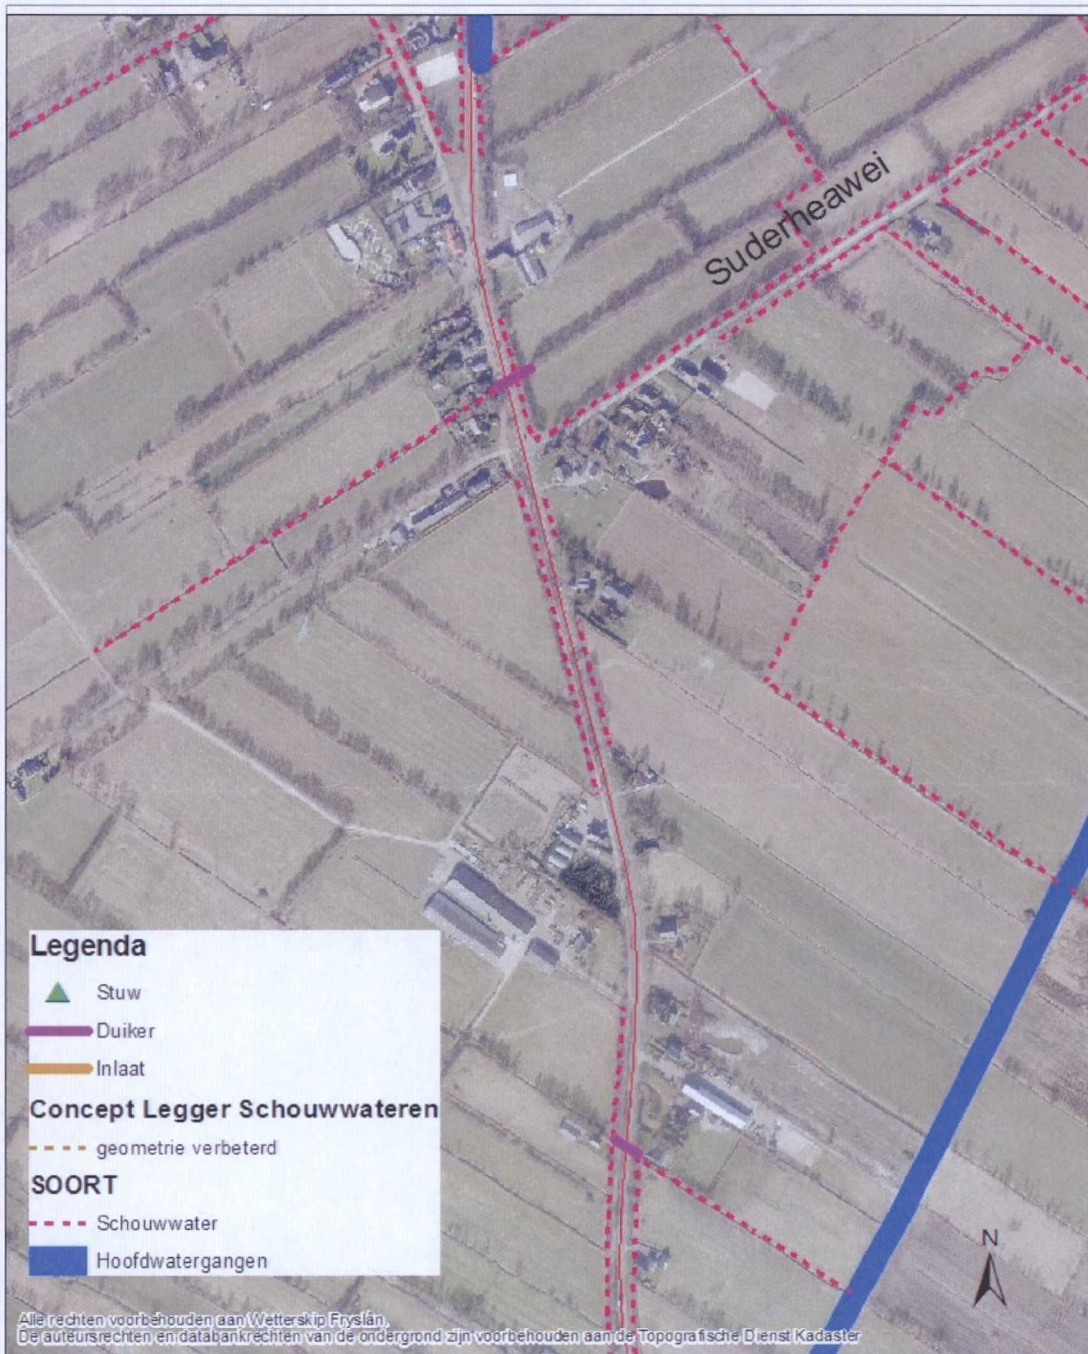 Suderheawei
Legenda
Stuw
Duiker
Inlaat
Concept Legger Schouwwateren
geometrie verbeterd
SOORT
Schouwwater
Hoofdwatergangen
N
Alle rechten voorbehouden aan Wetterskip Fryslân.
De auteursrechten en databankrechten van de ondergrond zijn voorbehouden aan de Topografische Dienst Kadaster